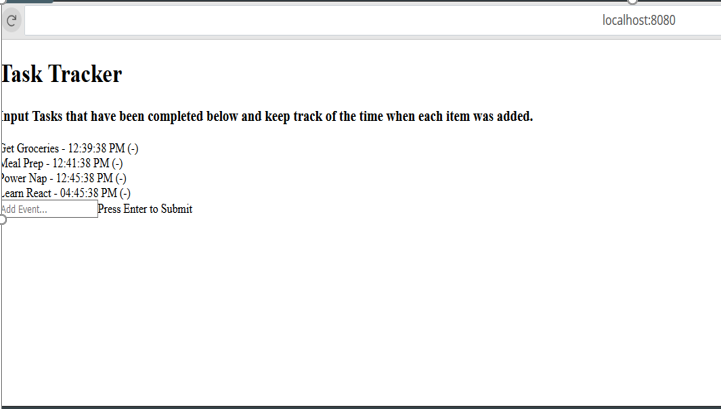 localhost:8080
Task Tracker
Input Tasks that have been completed below and keep track of the time when each item was added.
Get Groceries - 12:39:38 PM (-)
Meal Prep - 12:41:38 PM (-)
Power Nap - 12:45:38 PM (-)
Learn React - 04:45:38 PM (-)
Add Event... Press Enter to Submit